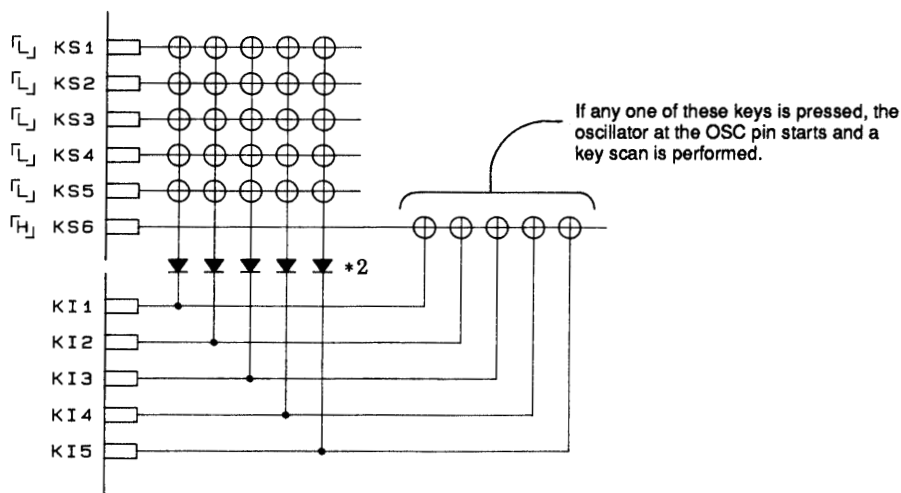 「L」 KS1
「L」 KS2
「L」 KS3
「L」 KS4
「L」 KS5
「H」 KS6
If any one of these keys is pressed, the
oscillator at the OSC pin starts and a
key scan is performed.
*2
KI1
KI2
KI3
KI4
KI5